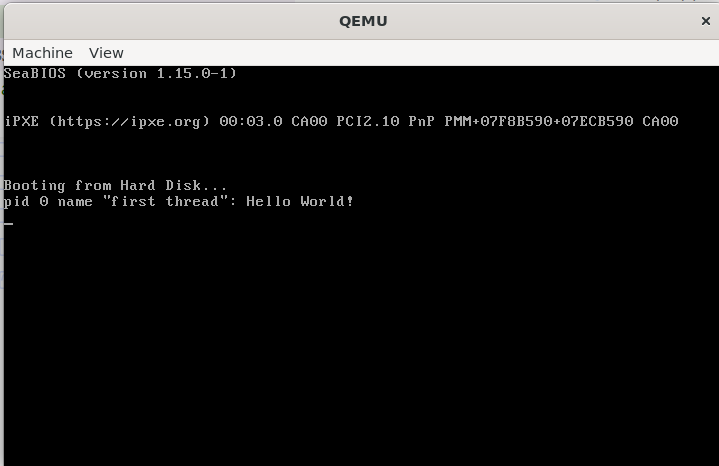 QEMU
Machine View
SeaBIOS (version 1.15.0-1)
iPXE (https://ipxe.org) 00:03.0 CA00 PCI2.10 PnP PMM+07F8B590+07ECB590 CA00
Booting from Hard Disk...
pid 0 name "first thread": Hello World!